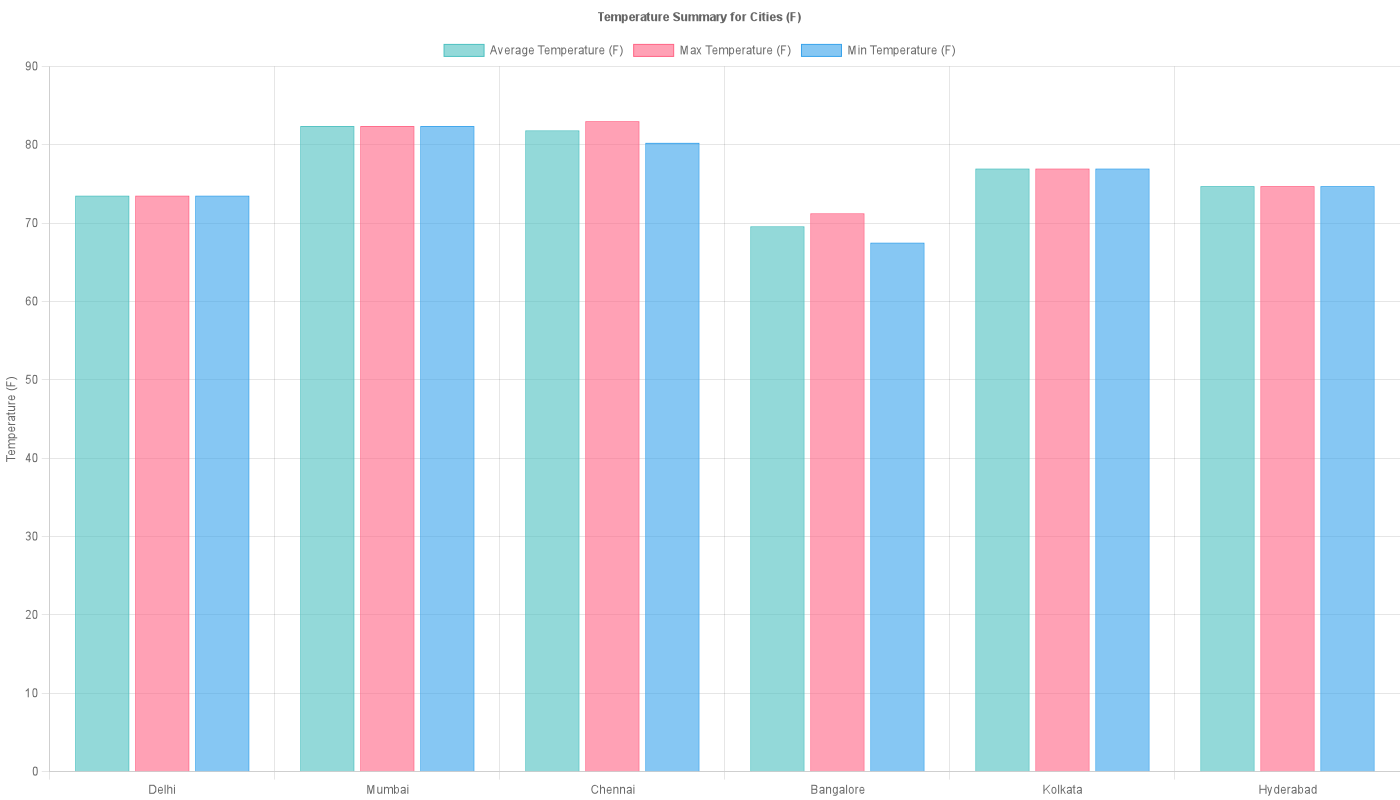 Temperature Summary for Cities (F)
Average Temperature (F) Max Temperature (F) Min Temperature (F)
90
80
70
60
50
40
30
20
10
0
Temperature (F)
Delhi Mumbai Chennai Bangalore Kolkata Hyderabad